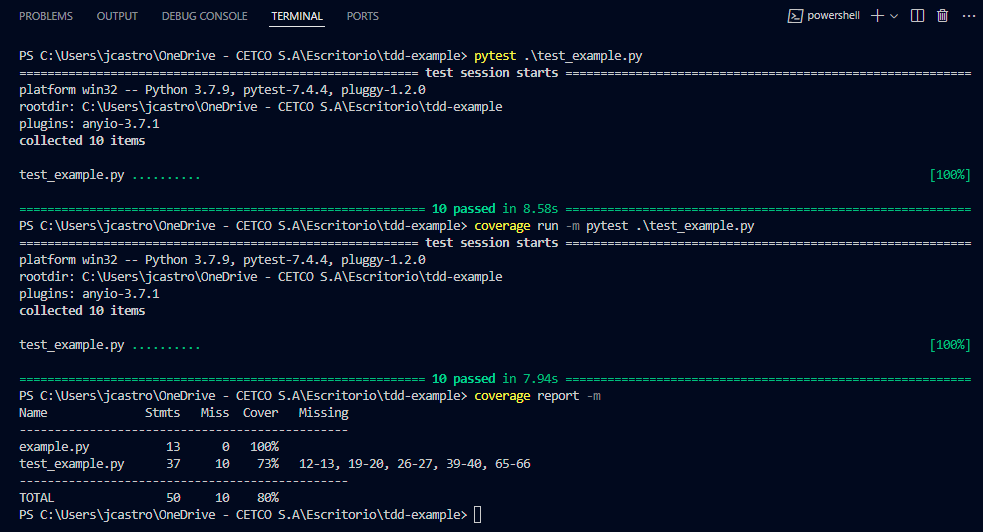 PROBLEMS OUTPUT DEBUG CONSOLE TERMINAL PORTS powershell
PS C:\Users\jcastro\OneDrive - CETCO S.A\Escritorio\tdd-example> pytest .\test_example.py
======================================================== test session starts ========================================================
platform win32 -- Python 3.7.9, pytest-7.4.4, pluggy-1.2.0
rootdir: C:\Users\jcastro\OneDrive - CETCO S.A\Escritorio\tdd-example
plugins: anyio-3.7.1
collected 10 items
test_example.py .......... [100%]
========================================================= 10 passed in 8.58s =========================================================
PS C:\Users\jcastro\OneDrive - CETCO S.A\Escritorio\tdd-example> coverage run -m pytest .\test_example.py
======================================================== test session starts ========================================================
platform win32 -- Python 3.7.9, pytest-7.4.4, pluggy-1.2.0
rootdir: C:\Users\jcastro\OneDrive - CETCO S.A\Escritorio\tdd-example
plugins: anyio-3.7.1
collected 10 items
test_example.py .......... [100%]
========================================================= 10 passed in 7.94s =========================================================
PS C:\Users\jcastro\OneDrive - CETCO S.A\Escritorio\tdd-example> coverage report -m
Name Stmts Miss Cover Missing
-----------------------------------------------
example.py 13 0 100%
test_example.py 37 10 73% 12-13, 19-20, 26-27, 39-40, 65-66
-----------------------------------------------
TOTAL 50 10 80%
PS C:\Users\jcastro\OneDrive - CETCO S.A\Escritorio\tdd-example>